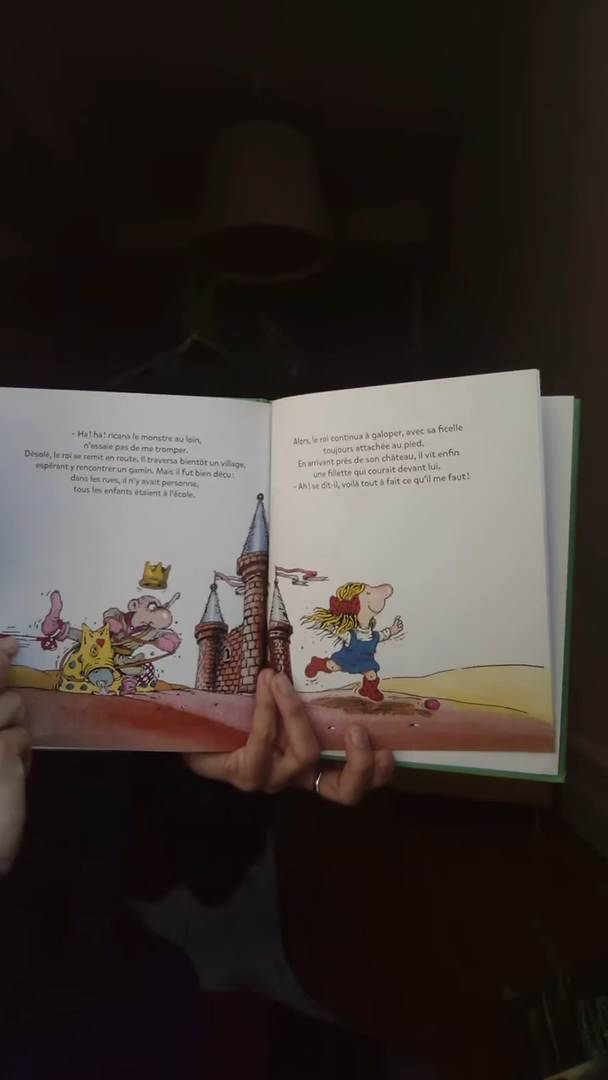 - Ha! ha! ricana le monstre au loin,
n'essaie pas de me tromper.
Désolé, le roi se remit en route. Il traversa bientôt un village,
espérant y rencontrer un gamin. Mais il fut bien déçu :
dans les rues, il n'y avait personne,
tous les enfants étaient à l'école.
Alors, le roi continua à galoper, avec sa ficelle
toujours attachée au pied.
En arrivant près de son château, il vit enfin
une fillette qui courait devant lui.
- Ah! se dit-il, voilà tout à fait ce qu'il me faut!